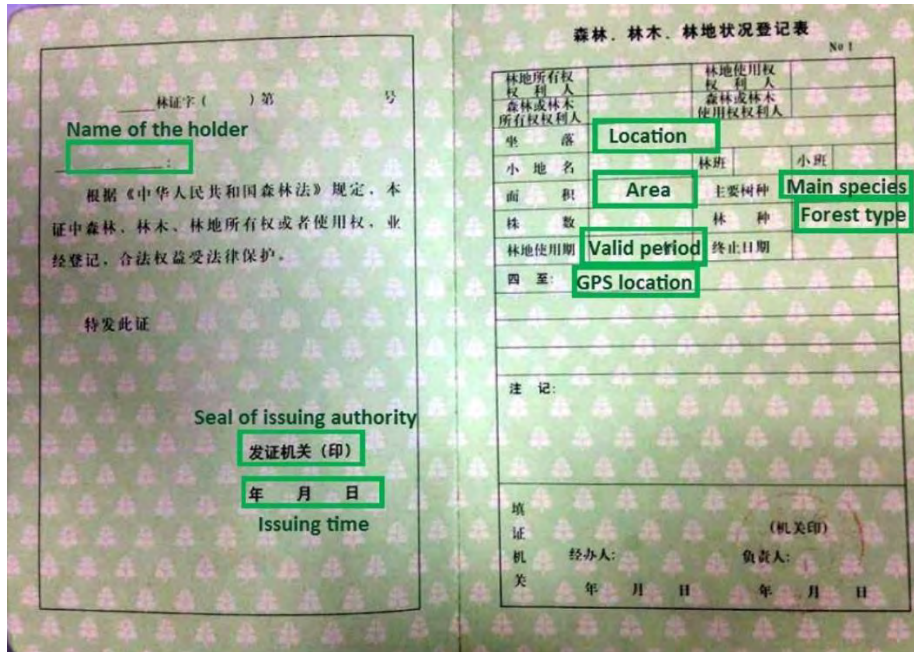 林证字（ ）第 号
Name of the holder
：
根据《中华人民共和国森林法》规定，本
证中森林、林木、林地所有权或者使用权，业
经登记，合法权益受法律保护。
特发此证
Seal of issuing authority
发证机关（印）
年 月 日
Issuing time
森林、林木、林地状况登记表
No 1
林地所有权权利人 林地使用权权利人
森林或林木所有权权利人 森林或林木使用权权利人
坐落 Location
小地名 林班 小班
面积 Area 主要树种 Main species
株数 林种 Forest type
林地使用期 Valid period 终止日期
四至： GPS location
注记：
填证机关
（机关印）
经办人： 负责人：
年 月 日 年 月 日